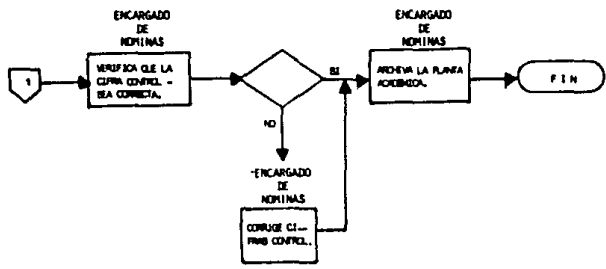 ENCARGADO
DE
NOMINAS
ENCARGADO
DE
NOMINAS
1
VERIFICA QUE LA
CIFRA CONTROL -
SEA CORRECTA.
SI
ARCHIVA LA PLANTA
ACADEMICA.
F I N
NO
-ENCARGADO
DE
NOMINAS
CORRIGE CI--
FRAS CONTROL.